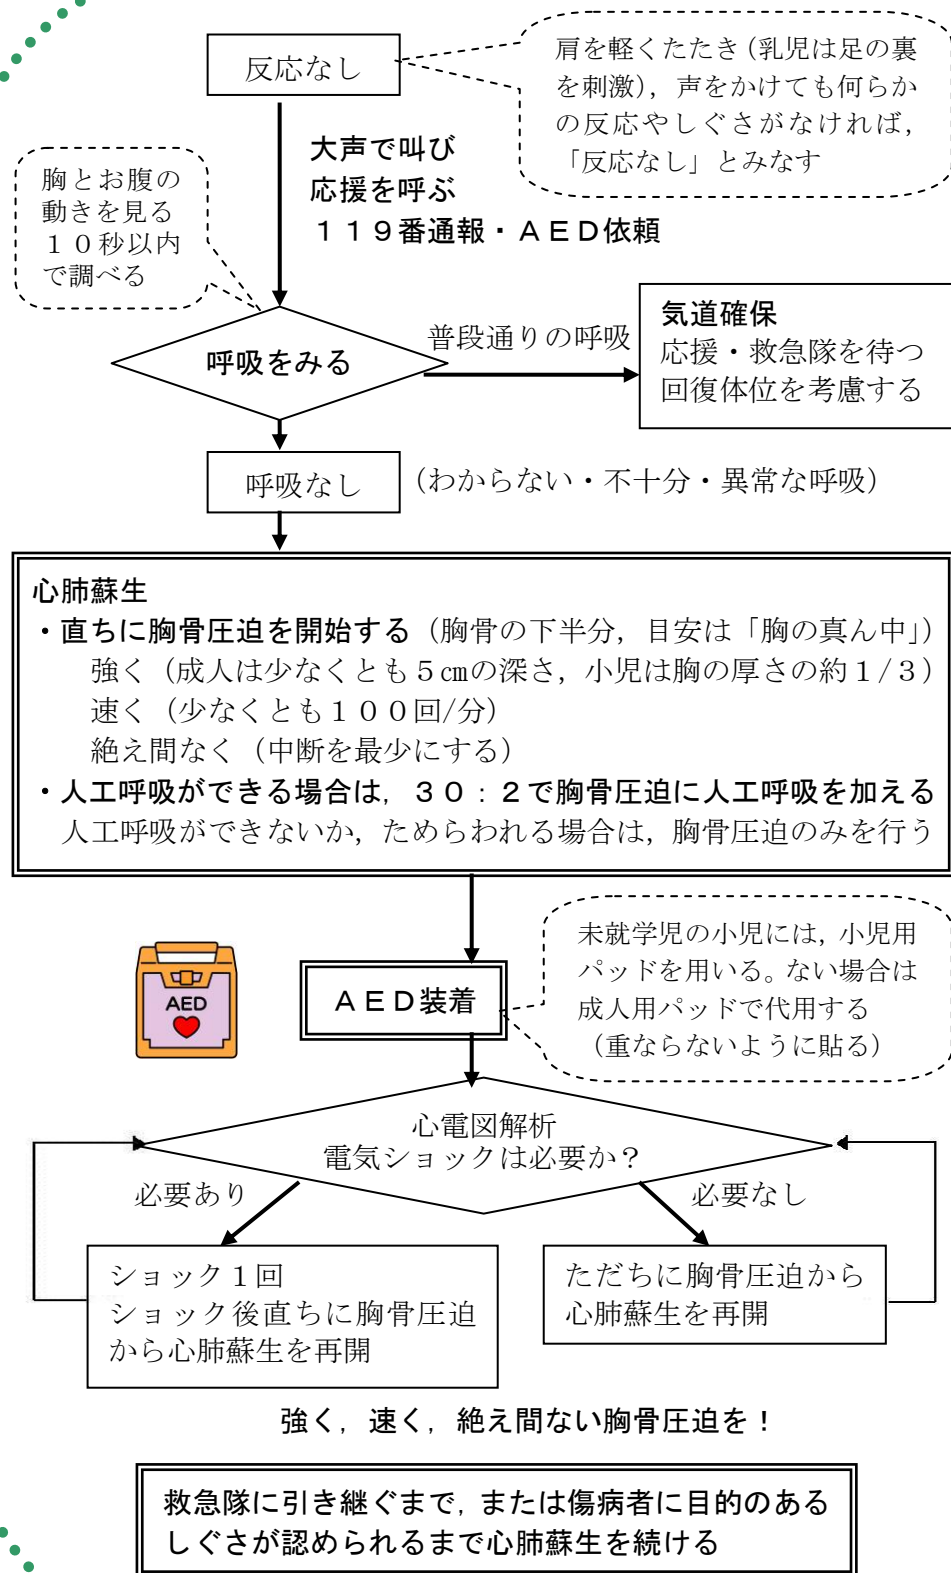 反応なし
肩を軽くたたき(乳児は足の裏
を刺激),声をかけても何らか
の反応やしぐさがなければ,
「反応なし」とみなす
大声で叫び
応援を呼ぶ
119番通報・AED依頼
胸とお腹の
動きを見る
10秒以内
で調べる
呼吸をみる
普段通りの呼吸
気道確保
応援・救急隊を待つ
回復体位を考慮する
呼吸なし
(わからない・不十分・異常な呼吸)
心肺蘇生
・直ちに胸骨圧迫を開始する(胸骨の下半分,目安は「胸の真ん中」)
強く(成人は少なくとも5㎝の深さ,小児は胸の厚さの約1/3)
速く(少なくとも100回/分)
絶え間なく(中断を最少にする)
・人工呼吸ができる場合は,30:2で胸骨圧迫に人工呼吸を加える
人工呼吸ができないか,ためらわれる場合は,胸骨圧迫のみを行う
AED
AED装着
未就学児の小児には,小児用
パッドを用いる。ない場合は
成人用パッドで代用する
(重ならないように貼る)
心電図解析
電気ショックは必要か?
必要あり
必要なし
ショック1回
ショック後直ちに胸骨圧迫
から心肺蘇生を再開
ただちに胸骨圧迫から
心肺蘇生を再開
強く,速く,絶え間ない胸骨圧迫を!
救急隊に引き継ぐまで,または傷病者に目的のある
しぐさが認められるまで心肺蘇生を続ける